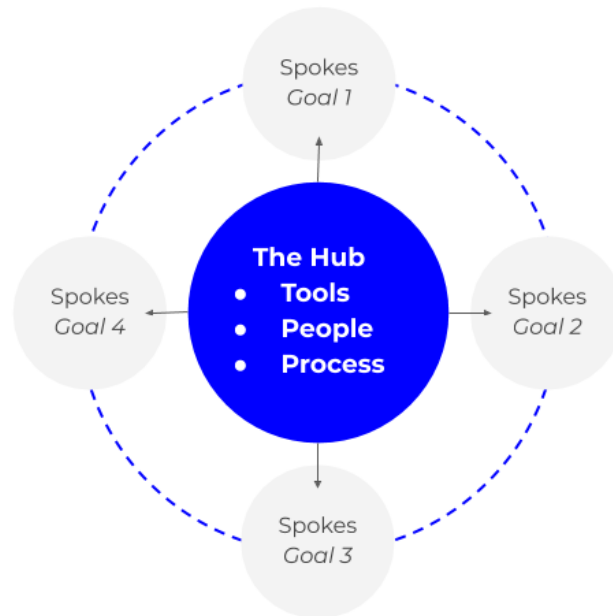 Spokes
Goal 1
The Hub
● Tools
● People
● Process
Spokes
Goal 4
Spokes
Goal 2
Spokes
Goal 3